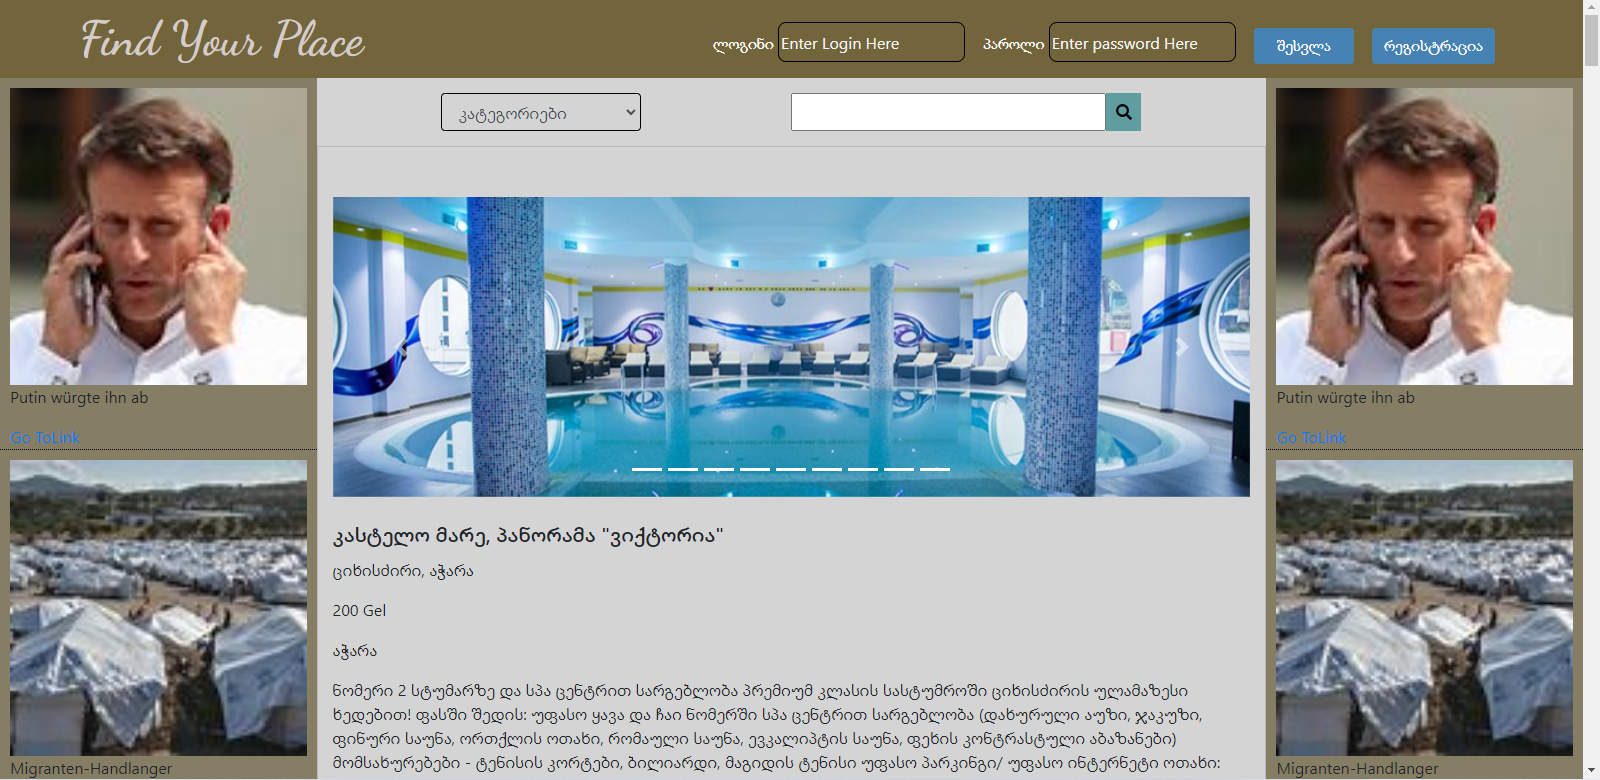 Find Your Place
ლოგინი Enter Login Here პაროლი Enter password Here შესვლა რეგისტრაცია
კატეგორიები
Putin würgte ihn ab
Go ToLink
Migranten-Handlanger
კასტელო მარე, პანორამა "ვიქტორია"
ციხისძირი, აჭარა
200 Gel
აჭარა
ნომერი 2 სტუმარზე და სპა ცენტრით სარგებლობა პრემიუმ კლასის სასტუმროში ციხისძირის ულამაზესი
ხედებით! ფასში შედის: უფასო ყავა და ჩაი ნომერში სპა ცენტრით სარგებლობა (დახურული აუზი, ჯაკუზი,
ფინური საუნა, ორთქლის ოთახი, რომაული საუნა, ევკალიპტის საუნა, ფეხის კონტრასტული აბაზანები)
მომსახურებები - ტენისის კორტები, ბილიარდი, მაგიდის ტენისი უფასო პარკინგი/ უფასო ინტერნეტი ოთახი:
Putin würgte ihn ab
Go ToLink
Migranten-Handlanger